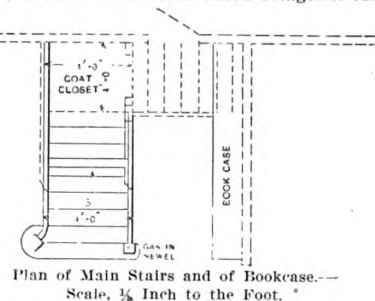 4'-0"
COAT
CLOSET
BOOK CASE
4'-0"
GAS IN
NEWEL
Plan of Main Stairs and of Bookcase.—
Scale, ⅛ Inch to the Foot.